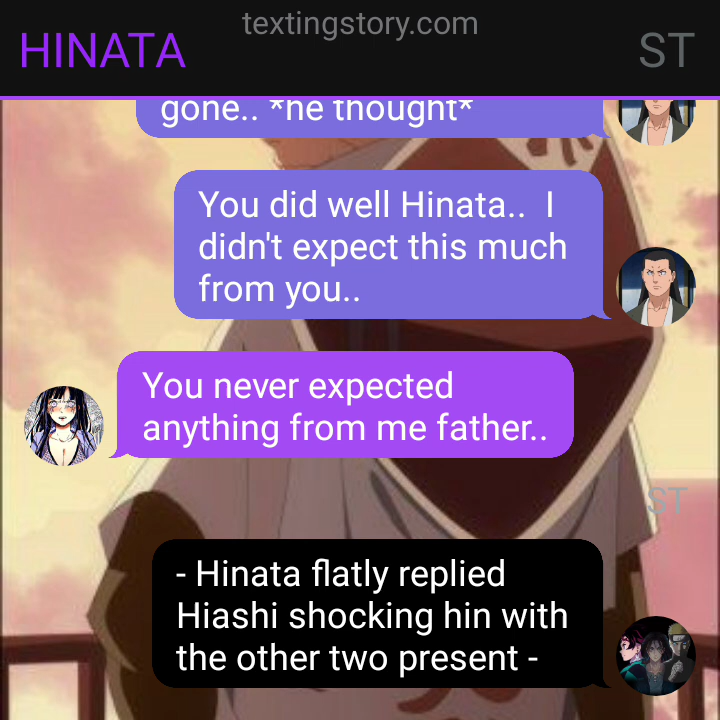 textingstory.com
HINATA
ST
gone.. *he thought*
You did well Hinata..  I
didn't expect this much
from you..
You never expected
anything from me father..
ST
- Hinata flatly replied
Hiashi shocking hin with
the other two present -